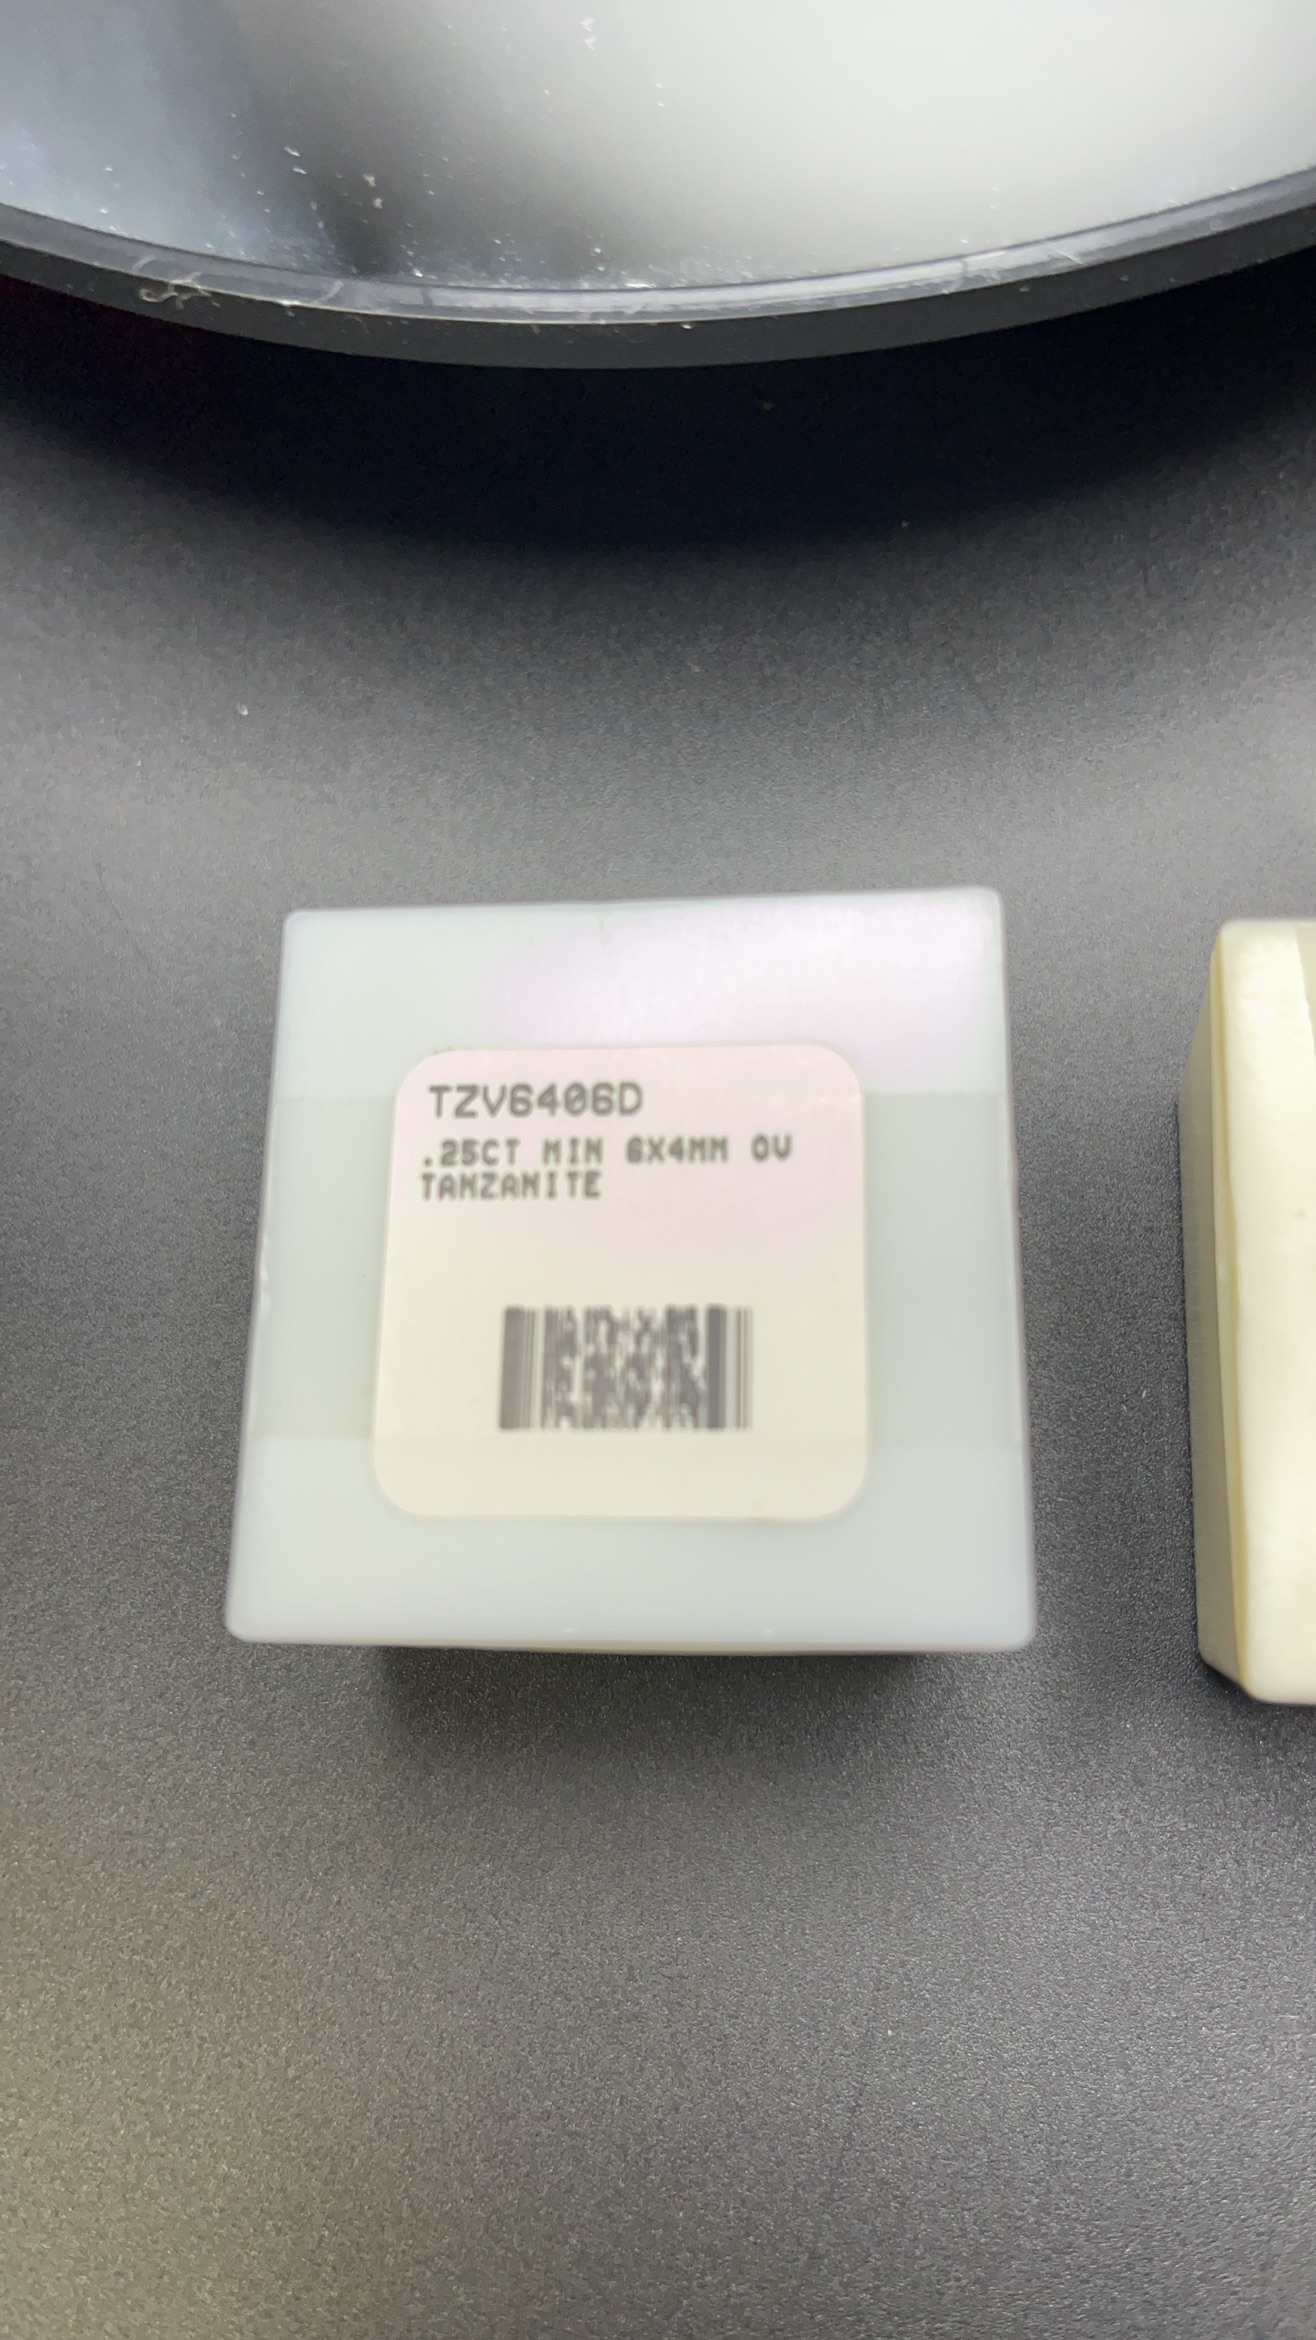 TZV6406D
.25CT MIN 6X4MM OV
TANZANITE